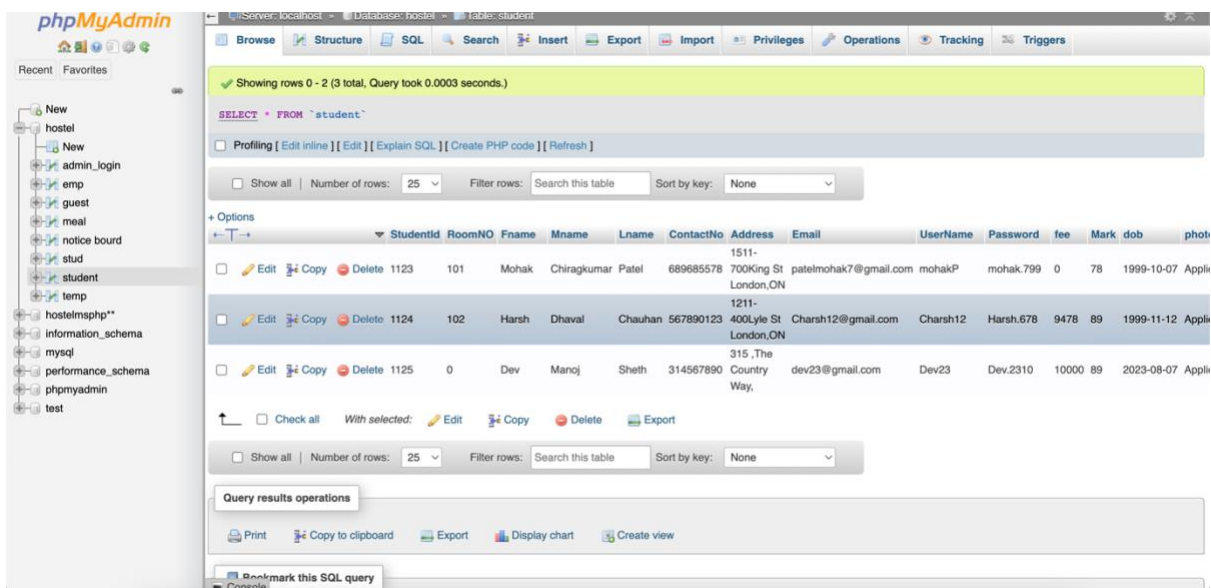 phpMyAdmin
Recent Favorites
New
hostel
New
admin_login
emp
guest
meal
notice bourd
stud
student
temp
hostelmsphp**
information_schema
mysql
performance_schema
phpmyadmin
test
Server: localhost » Database: hostel » Table: student
Browse Structure SQL Search Insert Export Import Privileges Operations Tracking Triggers
Showing rows 0 - 2 (3 total, Query took 0.0003 seconds.)
SELECT * FROM `student`
Profiling [ Edit inline ] [ Edit ] [ Explain SQL ] [ Create PHP code ] [ Refresh ]
Show all | Number of rows: 25 Filter rows: Search this table Sort by key: None
+ Options
←T→ StudentId RoomNO Fname Mname Lname ContactNo Address Email UserName Password fee Mark dob photo
1511-
Edit Copy Delete 1123 101 Mohak Chiragkumar Patel 689685578 700King St patelmohak7@gmail.com mohakP mohak.799 0 78 1999-10-07 Appli
London,ON
1211-
Edit Copy Delete 1124 102 Harsh Dhaval Chauhan 567890123 400Lyle St Charsh12@gmail.com Charsh12 Harsh.678 9478 89 1999-11-12 Appli
London,ON
315 ,The
Edit Copy Delete 1125 0 Dev Manoj Sheth 314567890 Country dev23@gmail.com Dev23 Dev.2310 10000 89 2023-08-07 Appli
Way,
Check all With selected: Edit Copy Delete Export
Show all | Number of rows: 25 Filter rows: Search this table Sort by key: None
Query results operations
Print Copy to clipboard Export Display chart Create view
Bookmark this SQL query
Console